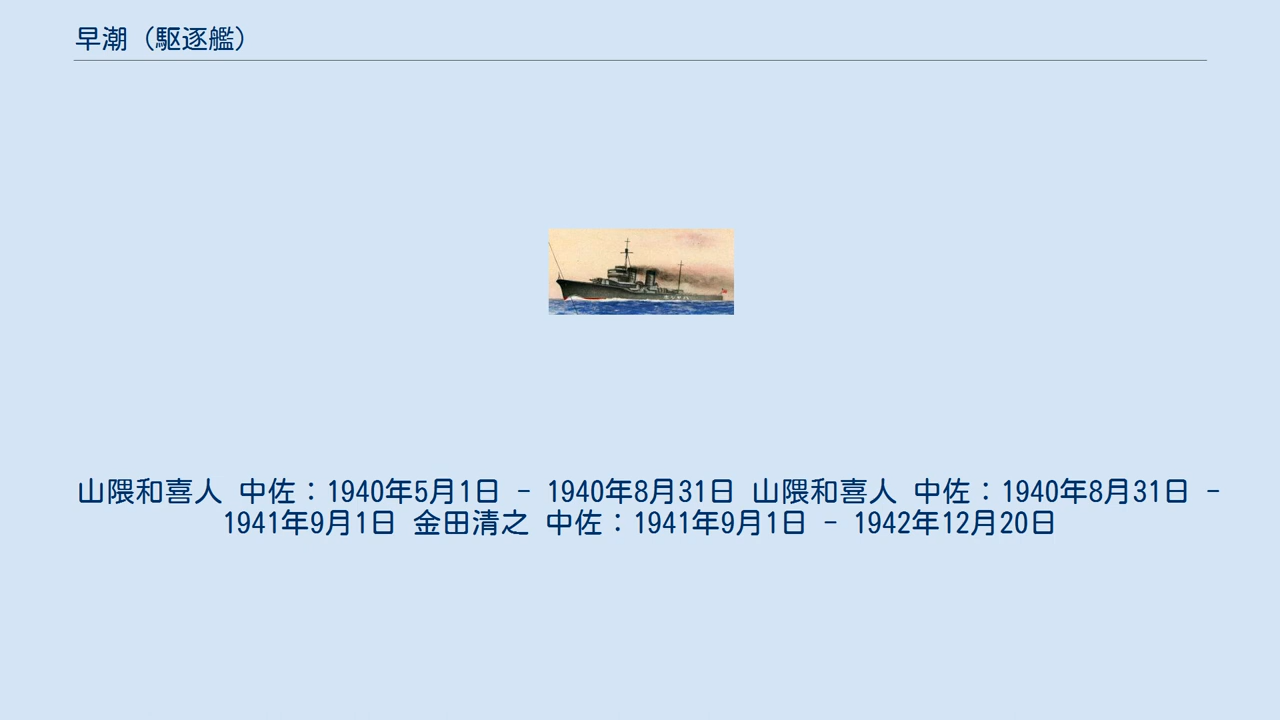 早潮（駆逐艦）
山隈和喜人 中佐：1940年5月1日 - 1940年8月31日 山隈和喜人 中佐：1940年8月31日 -
1941年9月1日 金田清之 中佐：1941年9月1日 - 1942年12月20日